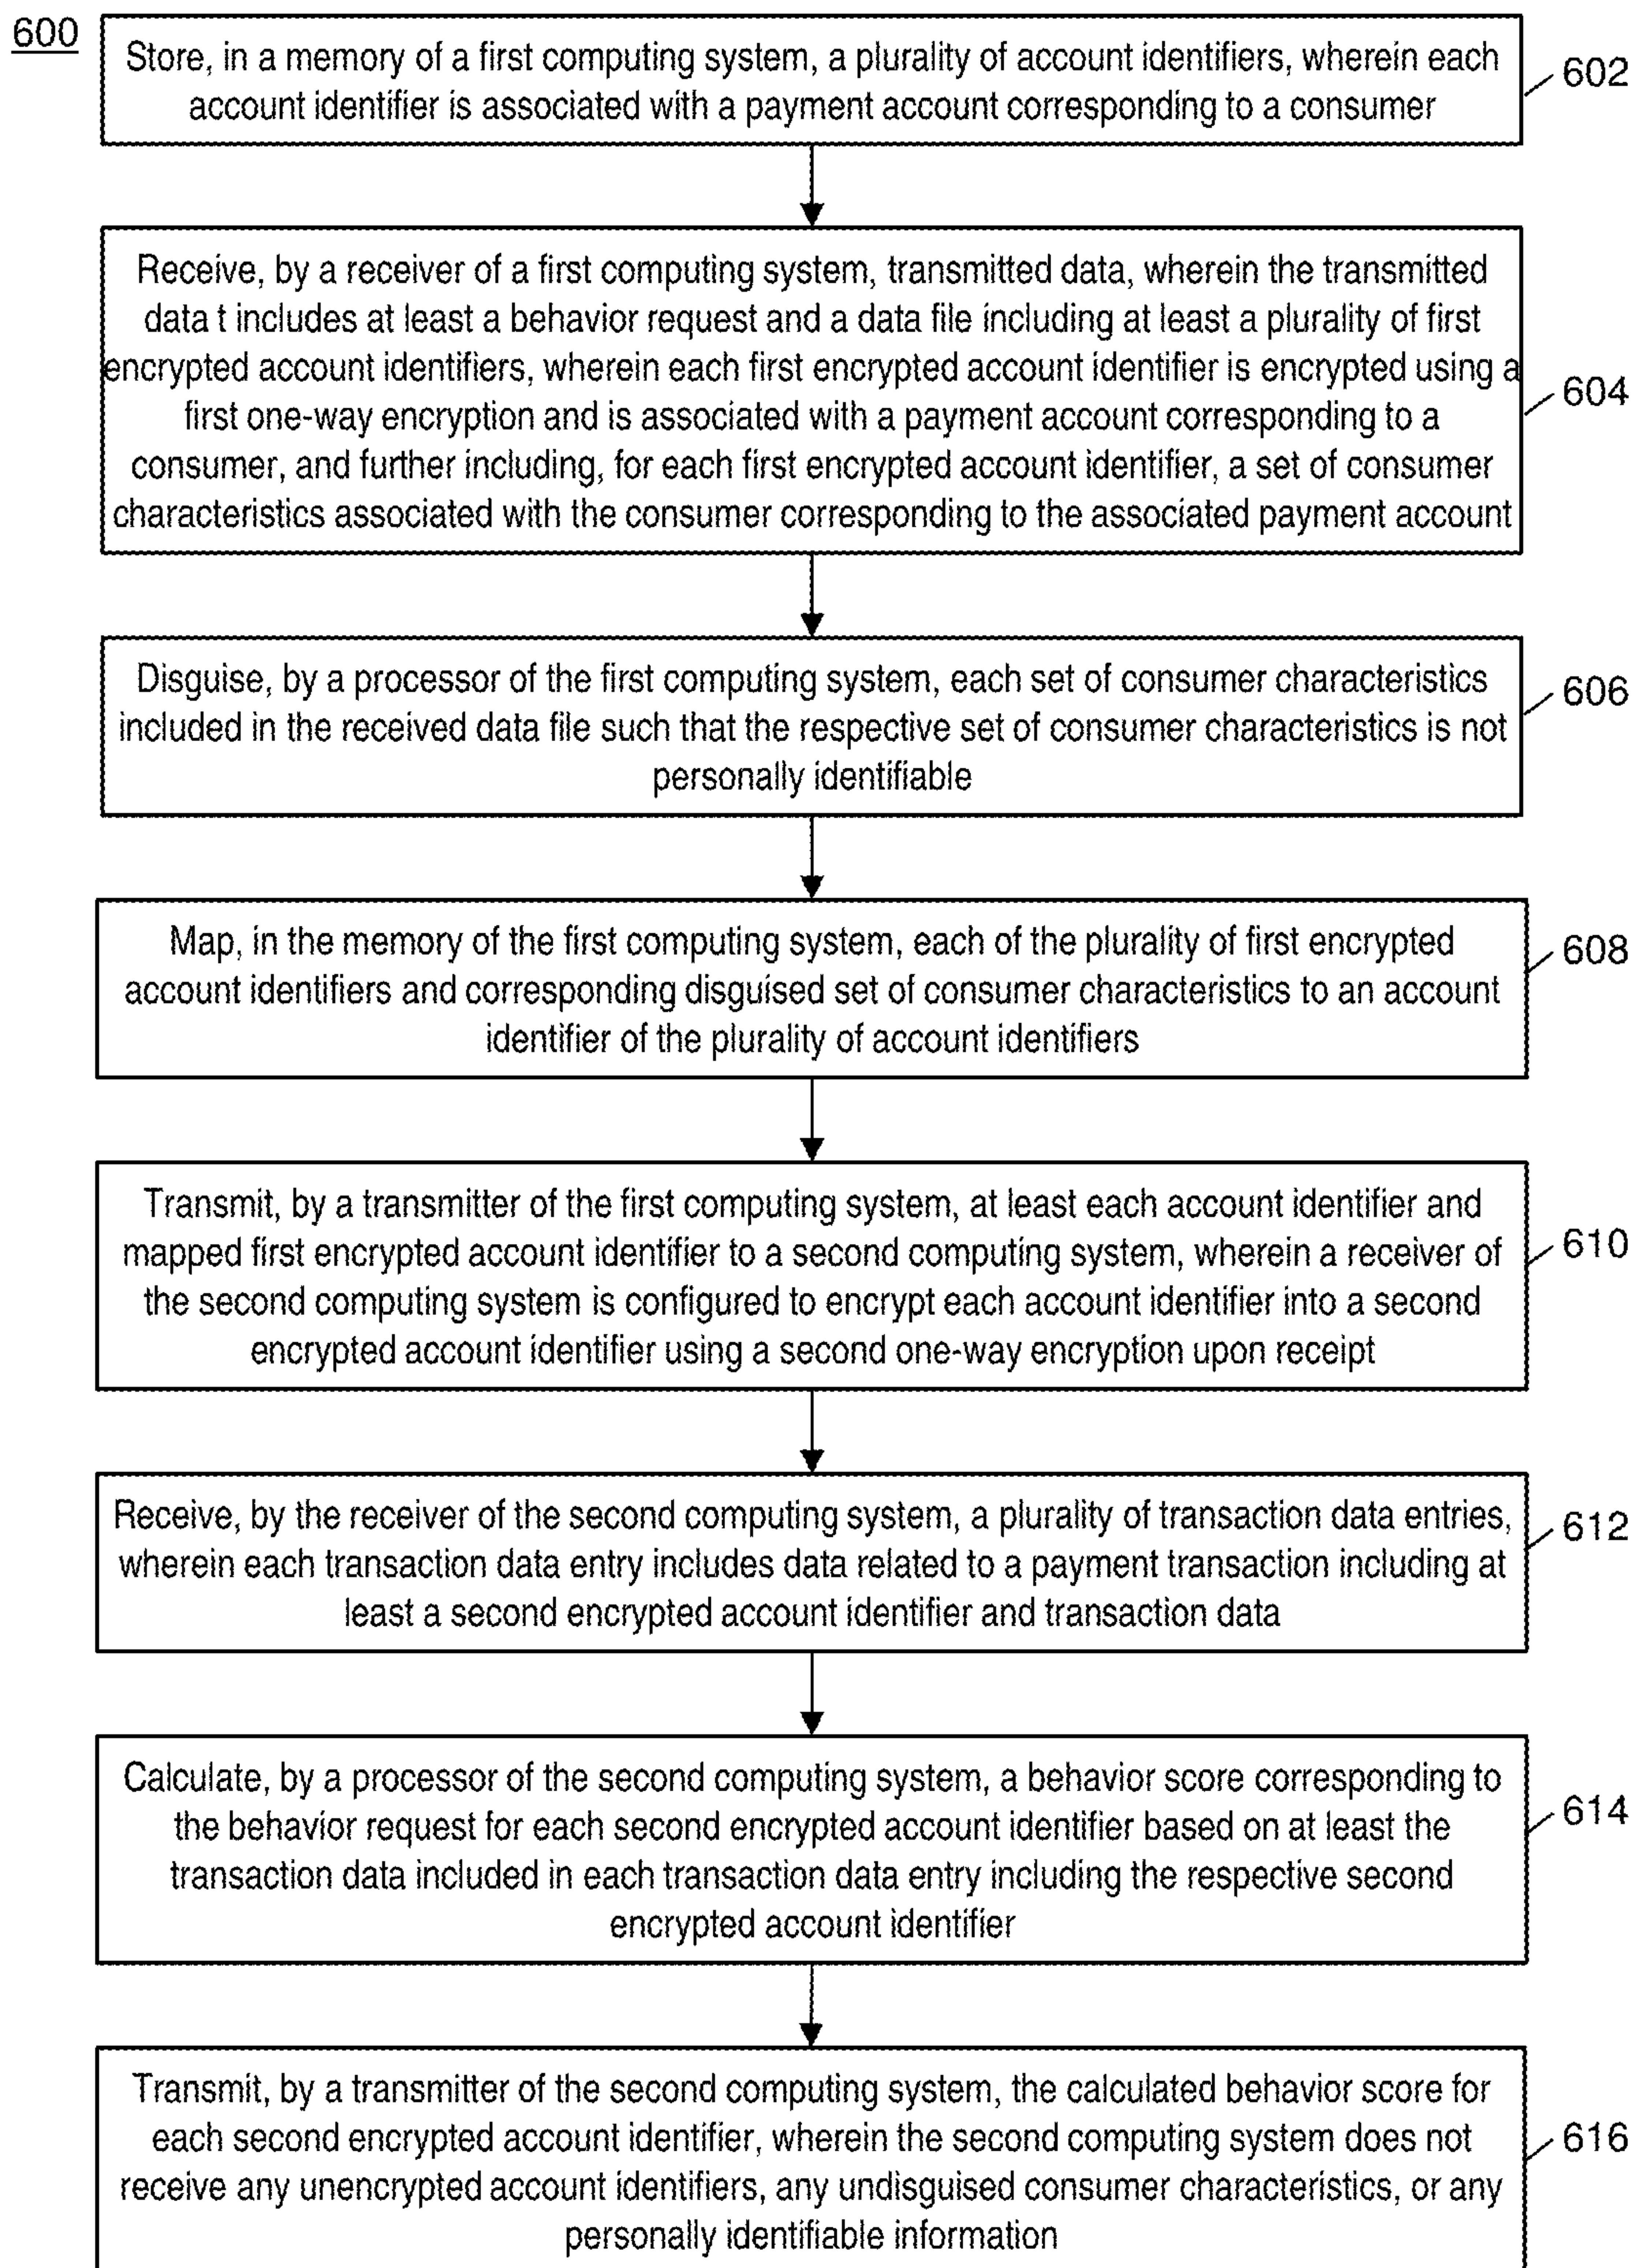 600
Store, in a memory of a first computing system, a plurality of account identifiers, wherein each
account identifier is associated with a payment account corresponding to a consumer
602
Receive, by a receiver of a first computing system, transmitted data, wherein the transmitted
data t includes at least a behavior request and a data file including at least a plurality of first
encrypted account identifiers, wherein each first encrypted account identifier is encrypted using a
first one-way encryption and is associated with a payment account corresponding to a
consumer, and further including, for each first encrypted account identifier, a set of consumer
characteristics associated with the consumer corresponding to the associated payment account
604
Disguise, by a processor of the first computing system, each set of consumer characteristics
included in the received data file such that the respective set of consumer characteristics is not
personally identifiable
606
Map, in the memory of the first computing system, each of the plurality of first encrypted
account identifiers and corresponding disguised set of consumer characteristics to an account
identifier of the plurality of account identifiers
608
Transmit, by a transmitter of the first computing system, at least each account identifier and
mapped first encrypted account identifier to a second computing system, wherein a receiver of
the second computing system is configured to encrypt each account identifier into a second
encrypted account identifier using a second one-way encryption upon receipt
610
Receive, by the receiver of the second computing system, a plurality of transaction data entries,
wherein each transaction data entry includes data related to a payment transaction including at
least a second encrypted account identifier and transaction data
612
Calculate, by a processor of the second computing system, a behavior score corresponding to
the behavior request for each second encrypted account identifier based on at least the
transaction data included in each transaction data entry including the respective second
encrypted account identifier
614
Transmit, by a transmitter of the second computing system, the calculated behavior score for
each second encrypted account identifier, wherein the second computing system does not
receive any unencrypted account identifiers, any undisguised consumer characteristics, or any
personally identifiable information
616